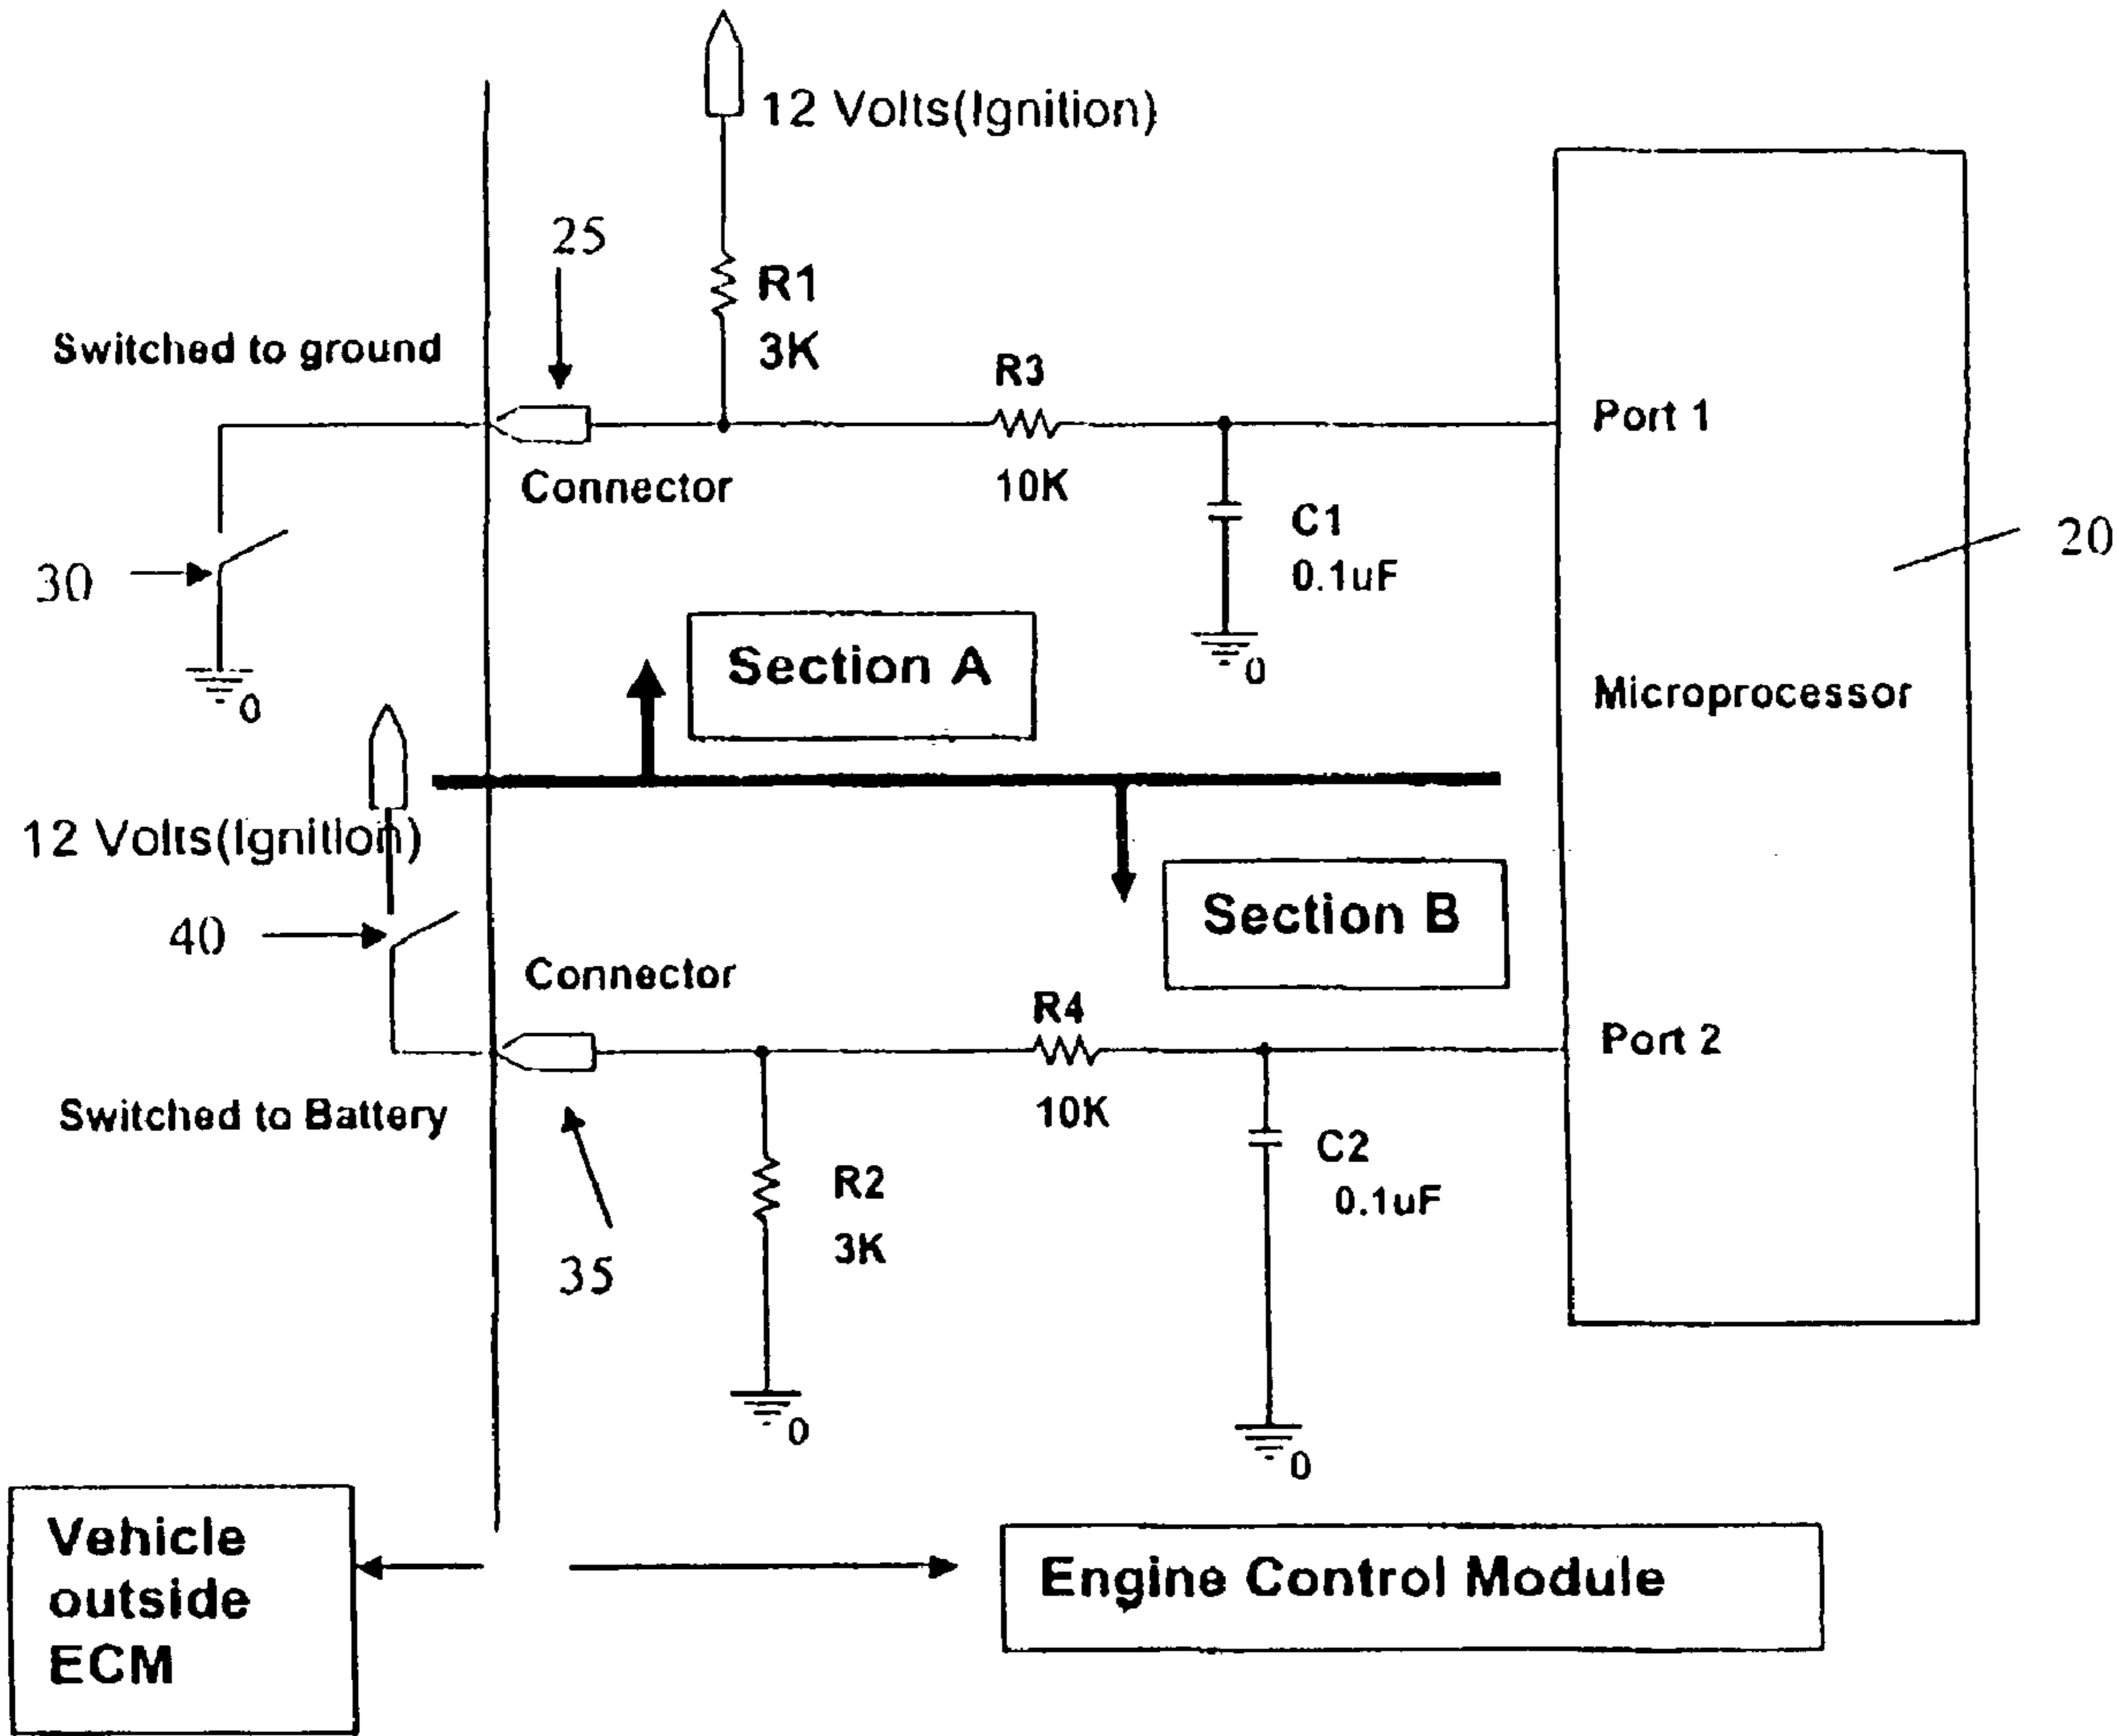 12 Volts(Ignition)
25
R1
3K
Switched to ground
R3
Port 1
Connector
10K
C1
0.1uF
20
30
0
Section A
0
Microprocessor
12 Volts(Ignition)
Section B
40
Connector
R4
Port 2
Switched to Battery
10K
C2
0.1uF
R2
3K
35
0
0
Vehicle
outside
ECM
Engine Control Module